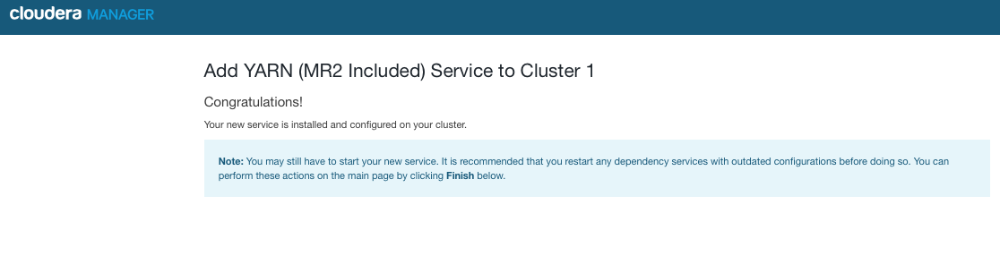 cloudera MANAGER
Add YARN (MR2 Included) Service to Cluster 1
Congratulations!
Your new service is installed and configured on your cluster.
Note: You may still have to start your new service. It is recommended that you restart any dependency services with outdated configurations before doing so. You can
perform these actions on the main page by clicking Finish below.